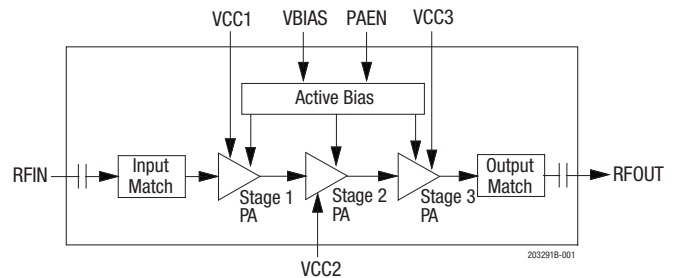 VCC1 VBIAS PAEN VCC3
Active Bias
RFIN
Input
Match
Stage 1
PA
Stage 2
PA
Stage 3
PA
Output
Match
RFOUT
203291B-001
VCC2